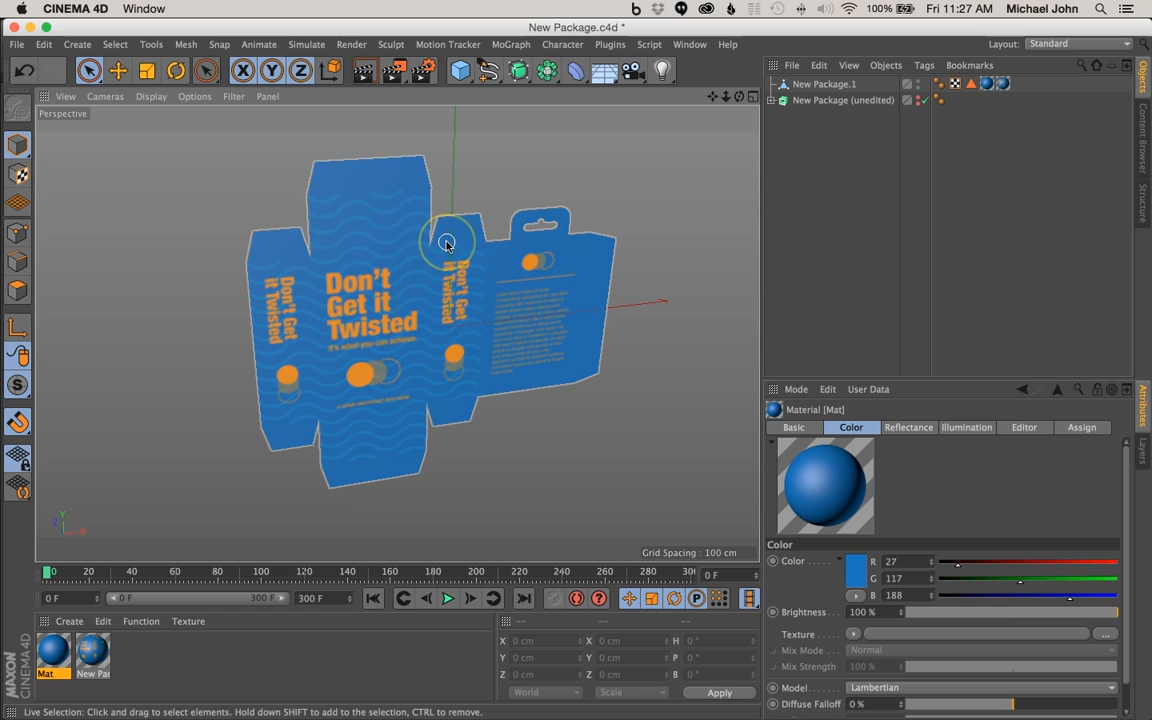 CINEMA 4D Window 100% Fri 11:27 AM Michael John
New Package.c4d *
File Edit Create Select Tools Mesh Snap Animate Simulate Render Sculpt Motion Tracker MoGraph Character Plugins Script Window Help Layout: Standard
X Y Z
File Edit View Objects Tags Bookmarks
View Cameras Display Options Filter Panel
Perspective
New Package.1
New Package (unedited)
Objects
Content Browser
Structure
Don't
Get it
Twisted
It's what you can achieve.
Don't Get
it Twisted
Don't Get
it Twisted
Y
Z X
Grid Spacing : 100 cm
Mode Edit User Data
Material [Mat]
Basic Color Reflectance Illumination Editor Assign
Attributes
Layers
Color
Color R 27
G 117
B 188
Brightness 100 %
Texture ...
Mix Mode Normal
Mix Strength 100 %
Model Lambertian
Diffuse Falloff 0 %
0 20 40 60 80 100 120 140 160 180 200 220 240 260 280 30 0 F
0 F 0 F 300 F 300 F
Create Edit Function Texture
Mat New Pac
-- -- --
X 0 cm X 0 cm H 0 °
Y 0 cm Y 0 cm P 0 °
Z 0 cm Z 0 cm B 0 °
World Scale Apply
MAXON
CINEMA 4D
Live Selection: Click and drag to select elements. Hold down SHIFT to add to the selection, CTRL to remove.